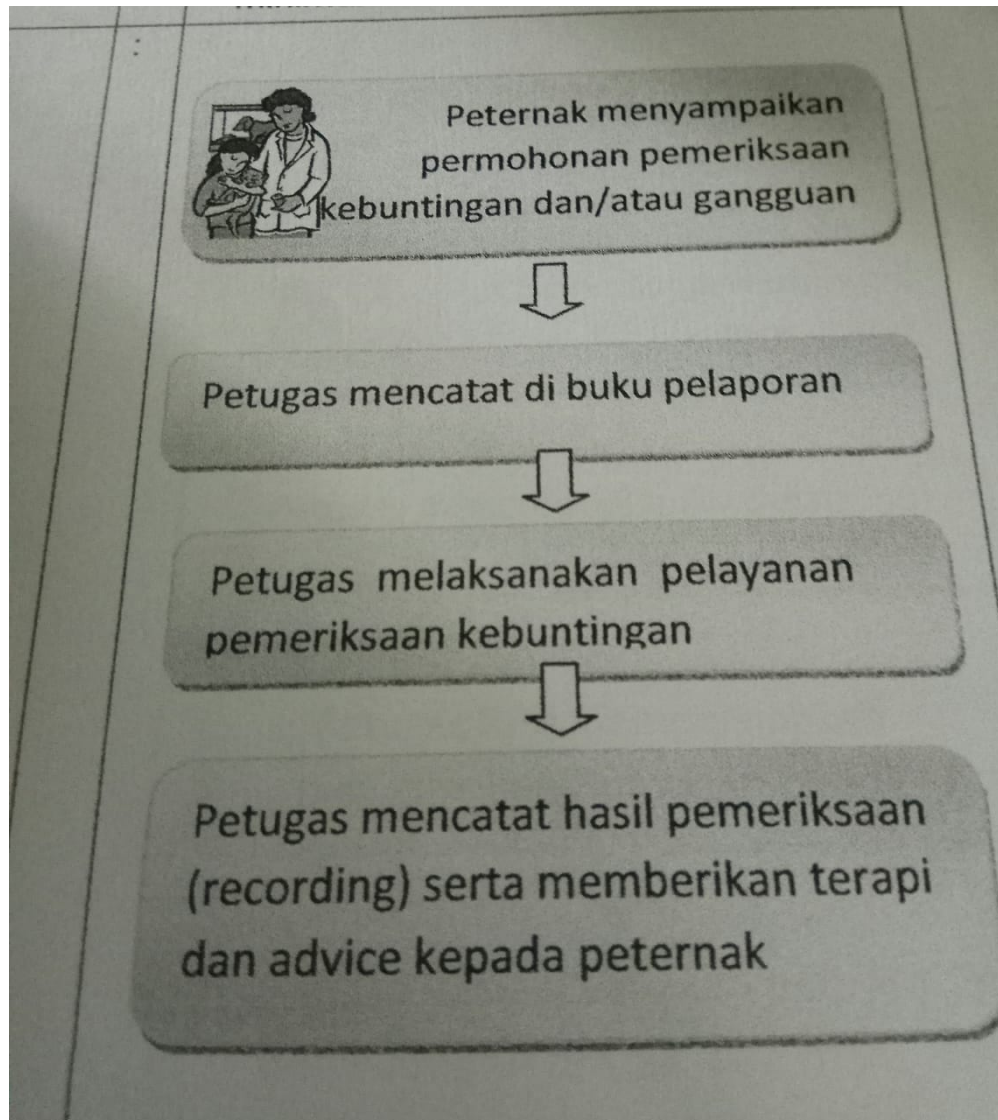 :
Peternak menyampaikan
permohonan pemeriksaan
kebuntingan dan/atau gangguan
Petugas mencatat di buku pelaporan
Petugas melaksanakan pelayanan
pemeriksaan kebuntingan
Petugas mencatat hasil pemeriksaan
(recording) serta memberikan terapi
dan advice kepada peternak